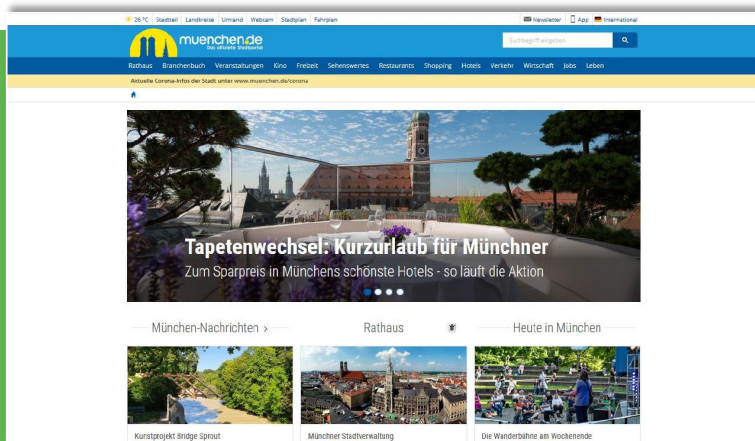 26 °C Stadtteil Landkreise Umland Webcam Stadtplan Fahrplan Newsletter App International
muenchen.de
Das offizielle Stadtportal
Suchbegriff eingeben
Rathaus Branchenbuch Veranstaltungen Kino Freizeit Sehenswertes Restaurants Shopping Hotels Verkehr Wirtschaft Jobs Leben
Aktuelle Corona-Infos der Stadt unter www.muenchen.de/corona
Tapetenwechsel: Kurzurlaub für Münchner
Zum Sparpreis in Münchens schönste Hotels - so läuft die Aktion
München-Nachrichten › Rathaus Heute in München
Kunstprojekt Bridge Sprout Münchner Stadtverwaltung Die Wanderbühne am Wochenende